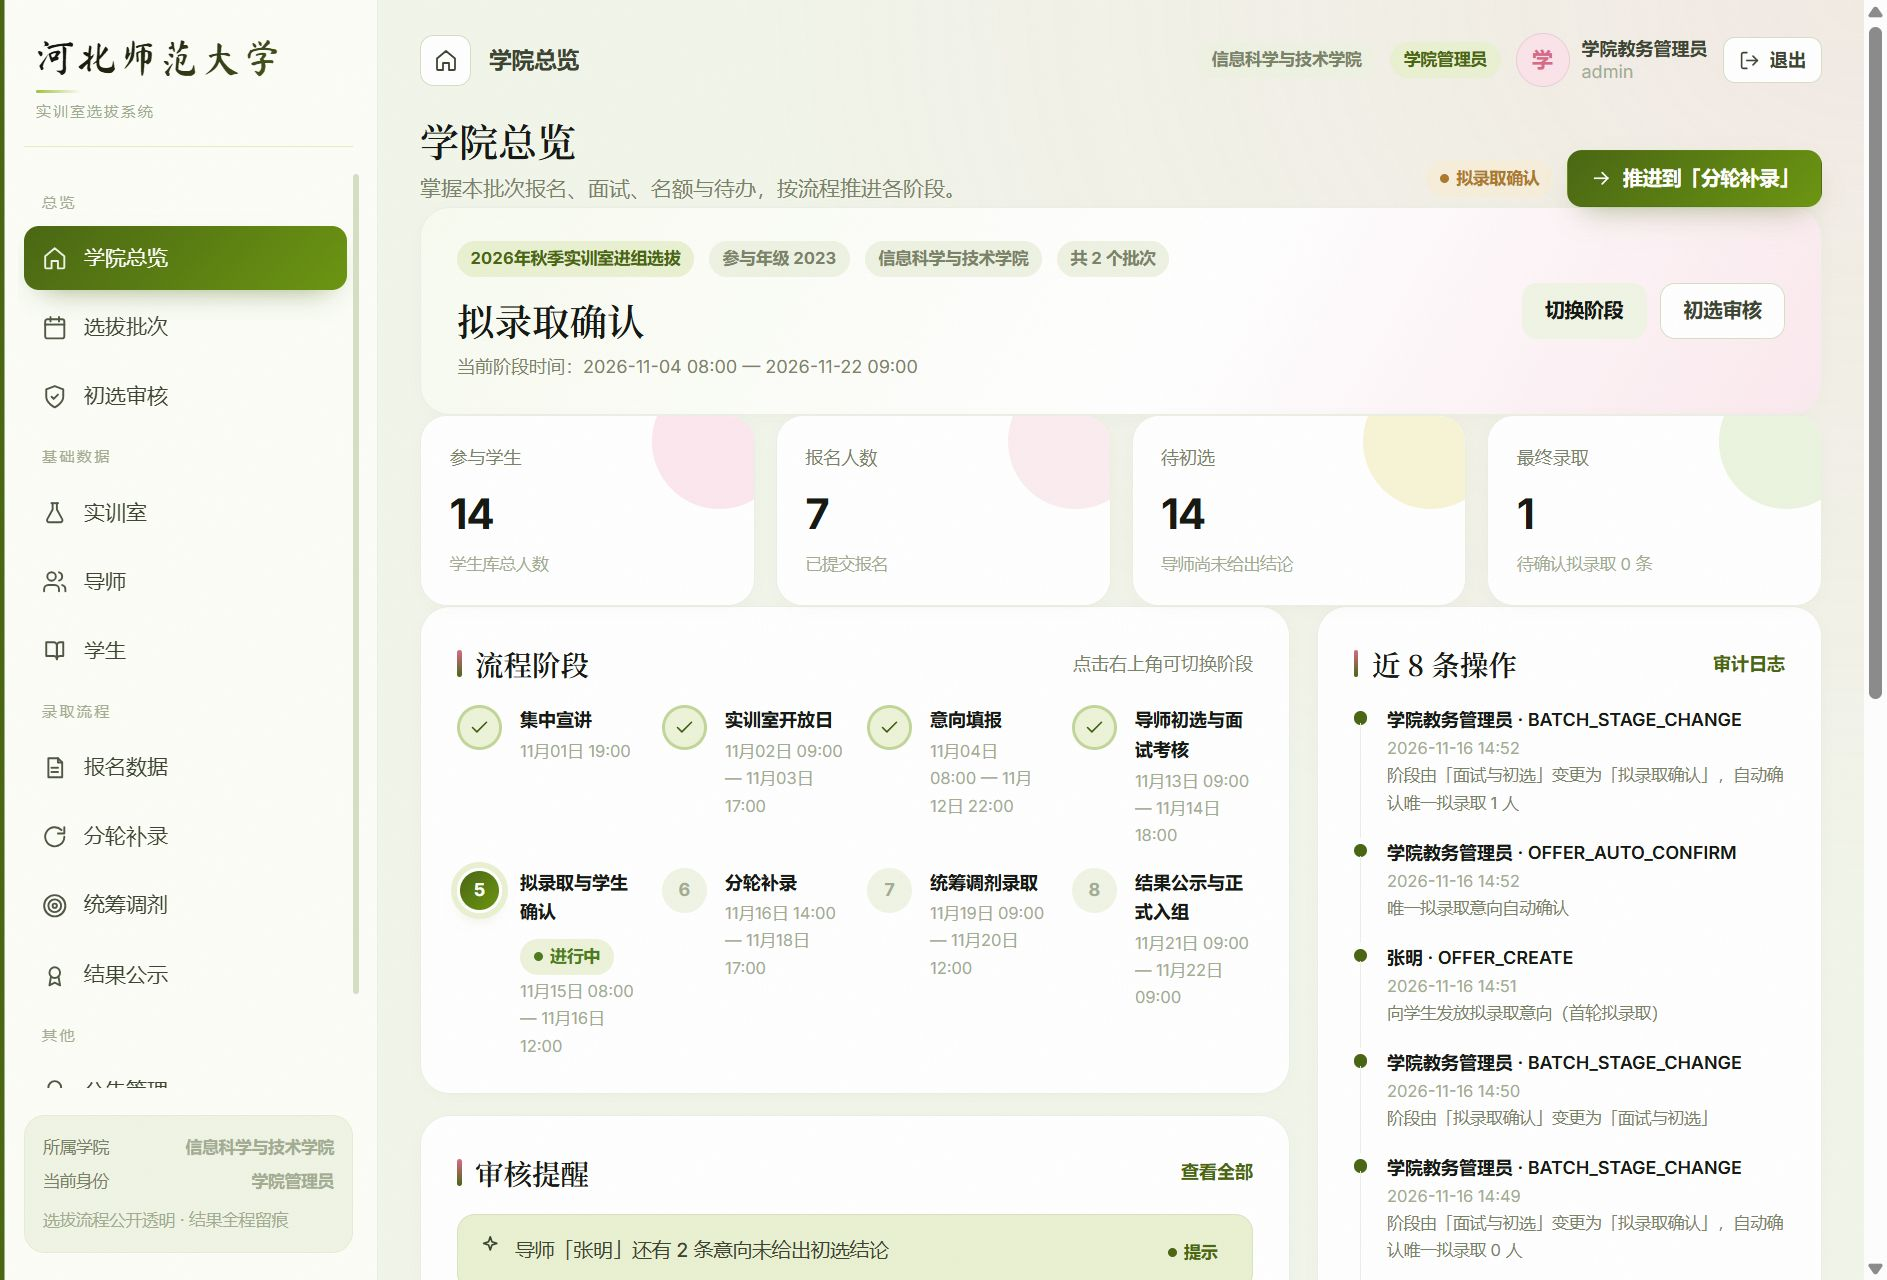 河北师范大学
实训室选拔系统
总览
学院总览
选拔批次
初选审核
基础数据
实训室
导师
学生
录取流程
报名数据
分轮补录
统筹调剂
结果公示
其他
公告管理
所属学院 信息科学与技术学院
当前身份 学院管理员
选拔流程公开透明 · 结果全程留痕
学院总览
信息科学与技术学院
学院管理员
学
学院教务管理员
admin
退出
学院总览
掌握本批次报名、面试、名额与待办，按流程推进各阶段。
拟录取确认
推进到「分轮补录」
2026年秋季实训室进组选拔
参与年级 2023
信息科学与技术学院
共 2 个批次
拟录取确认
当前阶段时间：2026-11-04 08:00 — 2026-11-22 09:00
切换阶段
初选审核
参与学生
14
学生库总人数
报名人数
7
已提交报名
待初选
14
导师尚未给出结论
最终录取
1
待确认拟录取 0 条
流程阶段
点击右上角可切换阶段
集中宣讲
11月01日 19:00
实训室开放日
11月02日 09:00
— 11月03日
17:00
意向填报
11月04日
08:00 — 11月
12日 22:00
导师初选与面
试考核
11月13日 09:00
— 11月14日
18:00
5
拟录取与学生
确认
进行中
11月15日 08:00
— 11月16日
12:00
6
分轮补录
11月16日 14:00
— 11月18日
17:00
7
统筹调剂录取
11月19日 09:00
— 11月20日
12:00
8
结果公示与正
式入组
11月21日 09:00
— 11月22日
09:00
审核提醒
查看全部
导师「张明」还有 2 条意向未给出初选结论
提示
近 8 条操作
审计日志
学院教务管理员 · BATCH_STAGE_CHANGE
2026-11-16 14:52
阶段由「面试与初选」变更为「拟录取确认」，自动确
认唯一拟录取 1 人
学院教务管理员 · OFFER_AUTO_CONFIRM
2026-11-16 14:52
唯一拟录取意向自动确认
张明 · OFFER_CREATE
2026-11-16 14:51
向学生发放拟录取意向（首轮拟录取）
学院教务管理员 · BATCH_STAGE_CHANGE
2026-11-16 14:50
阶段由「拟录取确认」变更为「面试与初选」
学院教务管理员 · BATCH_STAGE_CHANGE
2026-11-16 14:49
阶段由「面试与初选」变更为「拟录取确认」，自动确
认唯一拟录取 0 人